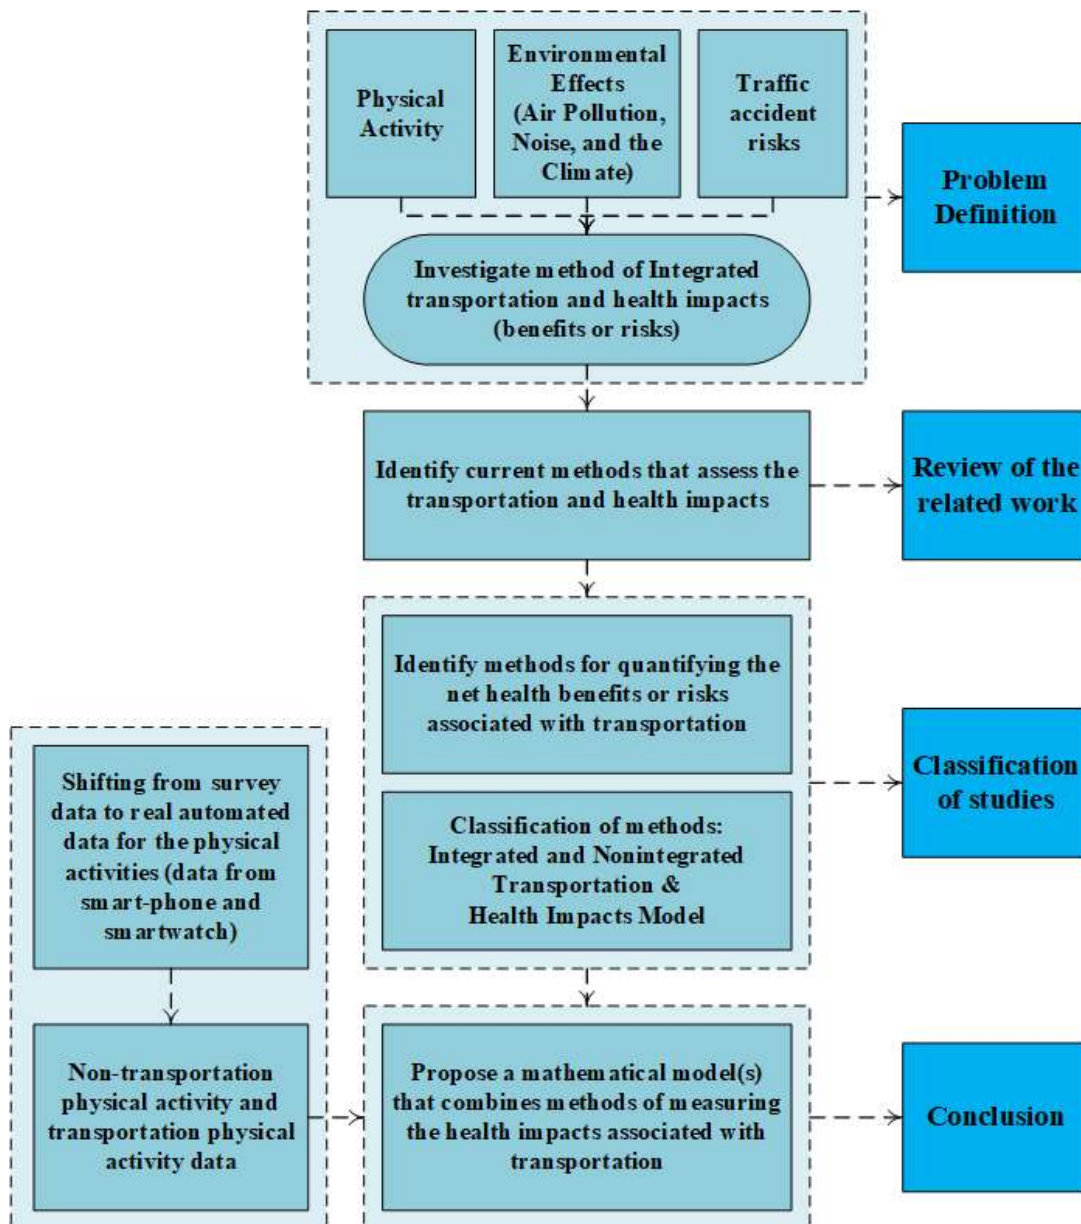 Physical
Activity
Environmental
Effects
(Air Pollution,
Noise, and the
Climate)
Traffic
accident
risks
Problem
Definition
Investigate method of Integrated
transportation and health impacts
(benefits or risks)
Identify current methods that assess the
transportation and health impacts
Review of the
related work
Identify methods for quantifying the
net health benefits or risks
associated with transportation
Classification of methods:
Integrated and Nonintegrated
Transportation &
Health Impacts Model
Classification
of studies
Shifting from survey
data to real automated
data for the physical
activities (data from
smart-phone and
smartwatch)
Non-transportation
physical activity and
transportation physical
activity data
Propose a mathematical model(s)
that combines methods of measuring
the health impacts associated with
transportation
Conclusion